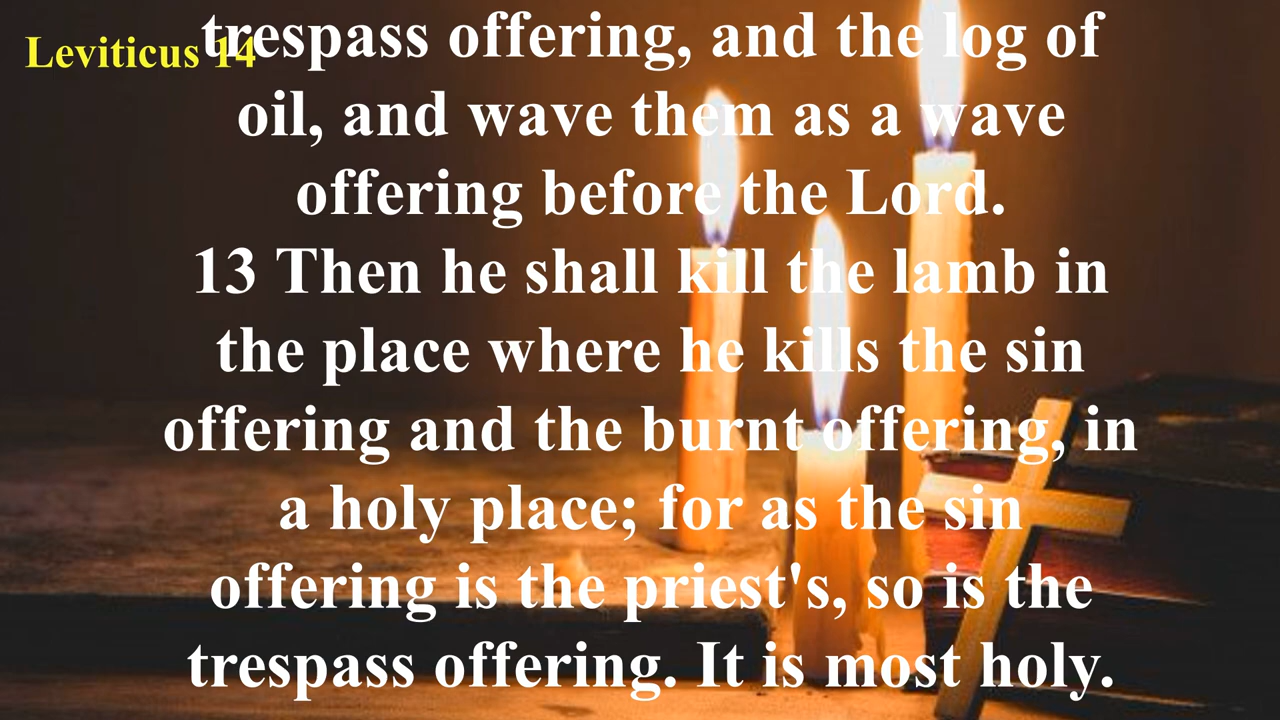 Leviticus 14
trespass offering, and the log of
oil, and wave them as a wave
offering before the Lord.
13 Then he shall kill the lamb in
the place where he kills the sin
offering and the burnt offering, in
a holy place; for as the sin
offering is the priest's, so is the
trespass offering. It is most holy.